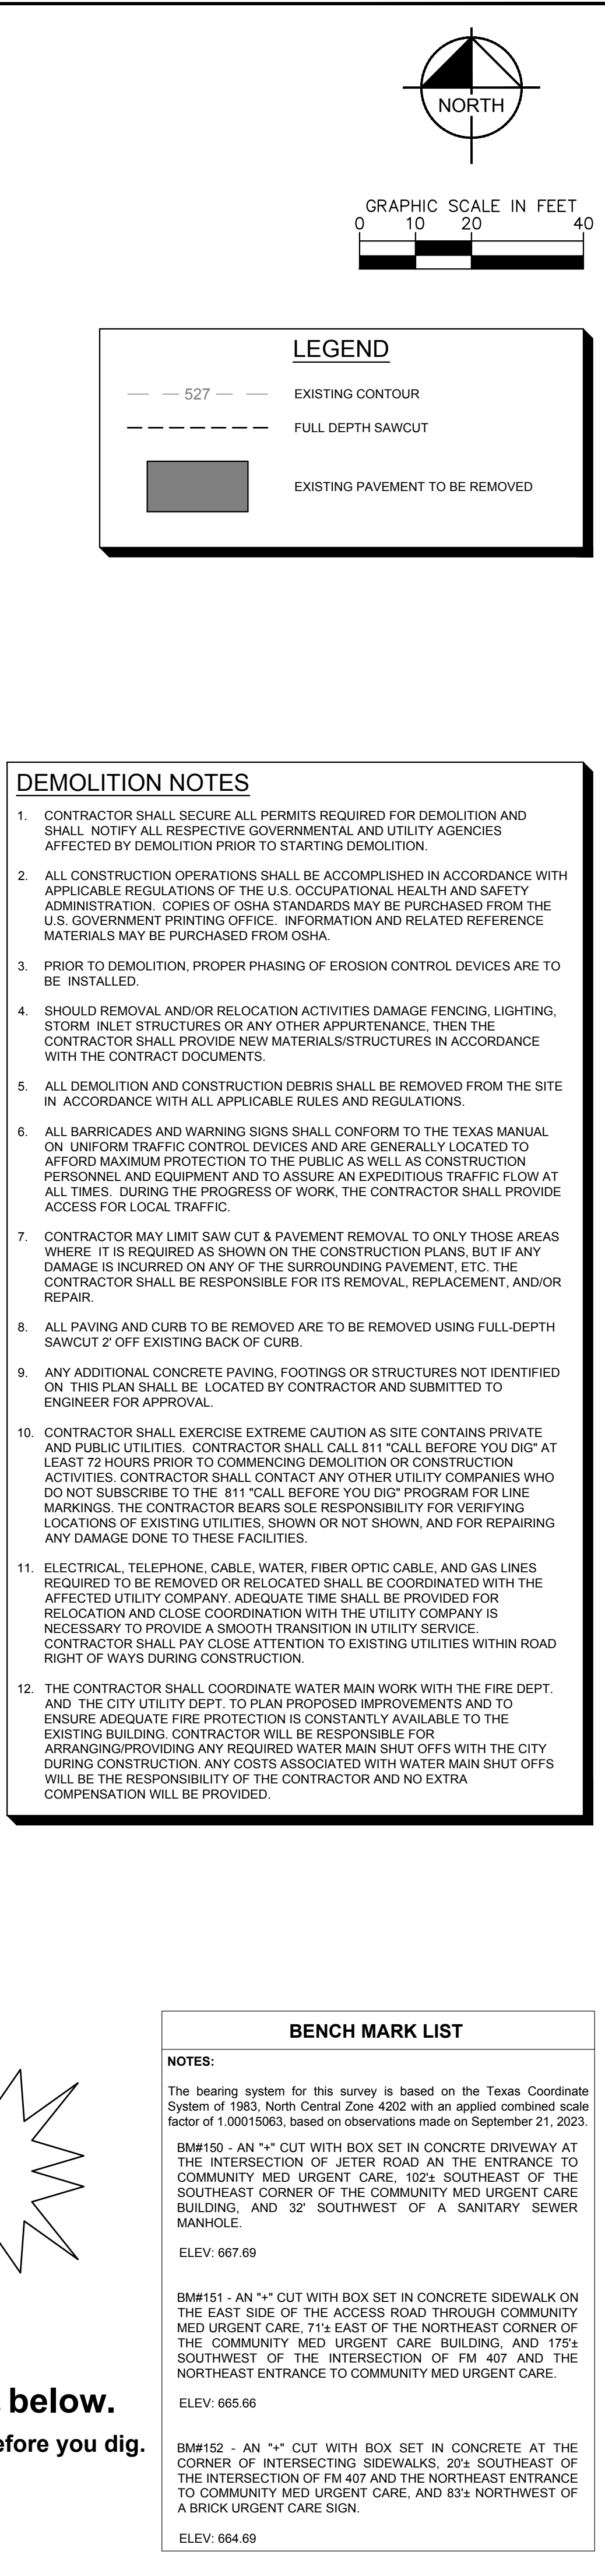 NORTH
GRAPHIC SCALE IN FEET
0 10 20 40
LEGEND
527
EXISTING CONTOUR
FULL DEPTH SAWCUT
EXISTING PAVEMENT TO BE REMOVED
DEMOLITION NOTES
1. CONTRACTOR SHALL SECURE ALL PERMITS REQUIRED FOR DEMOLITION AND
SHALL NOTIFY ALL RESPECTIVE GOVERNMENTAL AND UTILITY AGENCIES
AFFECTED BY DEMOLITION PRIOR TO STARTING DEMOLITION.
2. ALL CONSTRUCTION OPERATIONS SHALL BE ACCOMPLISHED IN ACCORDANCE WITH
APPLICABLE REGULATIONS OF THE U.S. OCCUPATIONAL HEALTH AND SAFETY
ADMINISTRATION. COPIES OF OSHA STANDARDS MAY BE PURCHASED FROM THE
U.S. GOVERNMENT PRINTING OFFICE. INFORMATION AND RELATED REFERENCE
MATERIALS MAY BE PURCHASED FROM OSHA.
3. PRIOR TO DEMOLITION, PROPER PHASING OF EROSION CONTROL DEVICES ARE TO
BE INSTALLED.
4. SHOULD REMOVAL AND/OR RELOCATION ACTIVITIES DAMAGE FENCING, LIGHTING,
STORM INLET STRUCTURES OR ANY OTHER APPURTENANCE, THEN THE
CONTRACTOR SHALL PROVIDE NEW MATERIALS/STRUCTURES IN ACCORDANCE
WITH THE CONTRACT DOCUMENTS.
5. ALL DEMOLITION AND CONSTRUCTION DEBRIS SHALL BE REMOVED FROM THE SITE
IN ACCORDANCE WITH ALL APPLICABLE RULES AND REGULATIONS.
6. ALL BARRICADES AND WARNING SIGNS SHALL CONFORM TO THE TEXAS MANUAL
ON UNIFORM TRAFFIC CONTROL DEVICES AND ARE GENERALLY LOCATED TO
AFFORD MAXIMUM PROTECTION TO THE PUBLIC AS WELL AS CONSTRUCTION
PERSONNEL AND EQUIPMENT AND TO ASSURE AN EXPEDITIOUS TRAFFIC FLOW AT
ALL TIMES. DURING THE PROGRESS OF WORK, THE CONTRACTOR SHALL PROVIDE
ACCESS FOR LOCAL TRAFFIC.
7. CONTRACTOR MAY LIMIT SAW CUT & PAVEMENT REMOVAL TO ONLY THOSE AREAS
WHERE IT IS REQUIRED AS SHOWN ON THE CONSTRUCTION PLANS, BUT IF ANY
DAMAGE IS INCURRED ON ANY OF THE SURROUNDING PAVEMENT, ETC. THE
CONTRACTOR SHALL BE RESPONSIBLE FOR ITS REMOVAL, REPLACEMENT, AND/OR
REPAIR.
8. ALL PAVING AND CURB TO BE REMOVED ARE TO BE REMOVED USING FULL-DEPTH
SAWCUT 2' OFF EXISTING BACK OF CURB.
9. ANY ADDITIONAL CONCRETE PAVING, FOOTINGS OR STRUCTURES NOT IDENTIFIED
ON THIS PLAN SHALL BE LOCATED BY CONTRACTOR AND SUBMITTED TO
ENGINEER FOR APPROVAL.
10. CONTRACTOR SHALL EXERCISE EXTREME CAUTION AS SITE CONTAINS PRIVATE
AND PUBLIC UTILITIES. CONTRACTOR SHALL CALL 811 "CALL BEFORE YOU DIG" AT
LEAST 72 HOURS PRIOR TO COMMENCING DEMOLITION OR CONSTRUCTION
ACTIVITIES. CONTRACTOR SHALL CONTACT ANY OTHER UTILITY COMPANIES WHO
DO NOT SUBSCRIBE TO THE 811 "CALL BEFORE YOU DIG" PROGRAM FOR LINE
MARKINGS. THE CONTRACTOR BEARS SOLE RESPONSIBILITY FOR VERIFYING
LOCATIONS OF EXISTING UTILITIES, SHOWN OR NOT SHOWN, AND FOR REPAIRING
ANY DAMAGE DONE TO THESE FACILITIES.
11. ELECTRICAL, TELEPHONE, CABLE, WATER, FIBER OPTIC CABLE, AND GAS LINES
REQUIRED TO BE REMOVED OR RELOCATED SHALL BE COORDINATED WITH THE
AFFECTED UTILITY COMPANY. ADEQUATE TIME SHALL BE PROVIDED FOR
RELOCATION AND CLOSE COORDINATION WITH THE UTILITY COMPANY IS
NECESSARY TO PROVIDE A SMOOTH TRANSITION IN UTILITY SERVICE.
CONTRACTOR SHALL PAY CLOSE ATTENTION TO EXISTING UTILITIES WITHIN ROAD
RIGHT OF WAYS DURING CONSTRUCTION.
12. THE CONTRACTOR SHALL COORDINATE WATER MAIN WORK WITH THE FIRE DEPT.
AND THE CITY UTILITY DEPT. TO PLAN PROPOSED IMPROVEMENTS AND TO
ENSURE ADEQUATE FIRE PROTECTION IS CONSTANTLY AVAILABLE TO THE
EXISTING BUILDING. CONTRACTOR WILL BE RESPONSIBLE FOR
ARRANGING/PROVIDING ANY REQUIRED WATER MAIN SHUT OFFS WITH THE CITY
DURING CONSTRUCTION. ANY COSTS ASSOCIATED WITH WATER MAIN SHUT OFFS
WILL BE THE RESPONSIBILITY OF THE CONTRACTOR AND NO EXTRA
COMPENSATION WILL BE PROVIDED.
below.
efore you dig.
BENCH MARK LIST
NOTES:
The bearing system for this survey is based on the Texas Coordinate
System of 1983, North Central Zone 4202 with an applied combined scale
factor of 1.00015063, based on observations made on September 21, 2023.
BM#150 - AN "+" CUT WITH BOX SET IN CONCRTE DRIVEWAY AT
THE INTERSECTION OF JETER ROAD AN THE ENTRANCE TO
COMMUNITY MED URGENT CARE, 102'± SOUTHEAST OF THE
SOUTHEAST CORNER OF THE COMMUNITY MED URGENT CARE
BUILDING, AND 32' SOUTHWEST OF A SANITARY SEWER
MANHOLE.
ELEV: 667.69
BM#151 - AN "+" CUT WITH BOX SET IN CONCRETE SIDEWALK ON
THE EAST SIDE OF THE ACCESS ROAD THROUGH COMMUNITY
MED URGENT CARE, 71'± EAST OF THE NORTHEAST CORNER OF
THE COMMUNITY MED URGENT CARE BUILDING, AND 175'±
SOUTHWEST OF THE INTERSECTION OF FM 407 AND THE
NORTHEAST ENTRANCE TO COMMUNITY MED URGENT CARE.
ELEV: 665.66
BM#152 - AN "+" CUT WITH BOX SET IN CONCRETE AT THE
CORNER OF INTERSECTING SIDEWALKS, 20'± SOUTHEAST OF
THE INTERSECTION OF FM 407 AND THE NORTHEAST ENTRANCE
TO COMMUNITY MED URGENT CARE, AND 83'± NORTHWEST OF
A BRICK URGENT CARE SIGN.
ELEV: 664.69